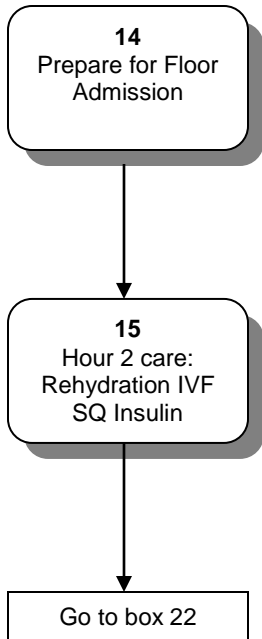 14
Prepare for Floor
Admission
15
Hour 2 care:
Rehydration IVF
SQ Insulin
Go to box 22